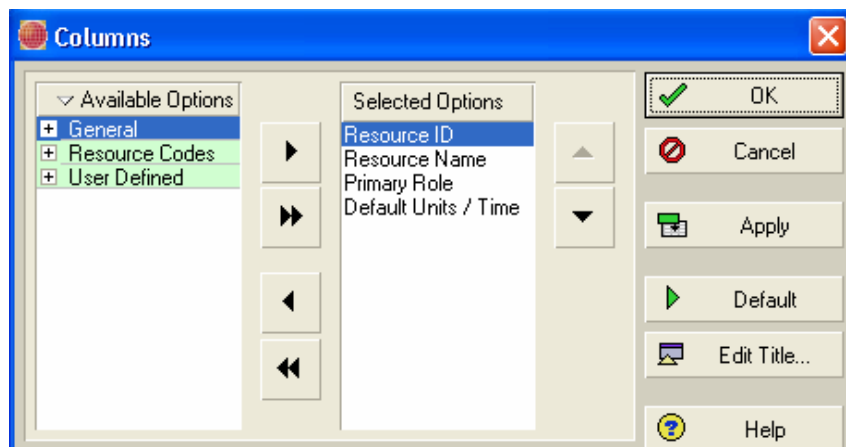 Columns
Available Options
General
Resource Codes
User Defined
Selected Options
Resource ID
Resource Name
Primary Role
Default Units / Time
OK
Cancel
Apply
Default
Edit Title...
Help